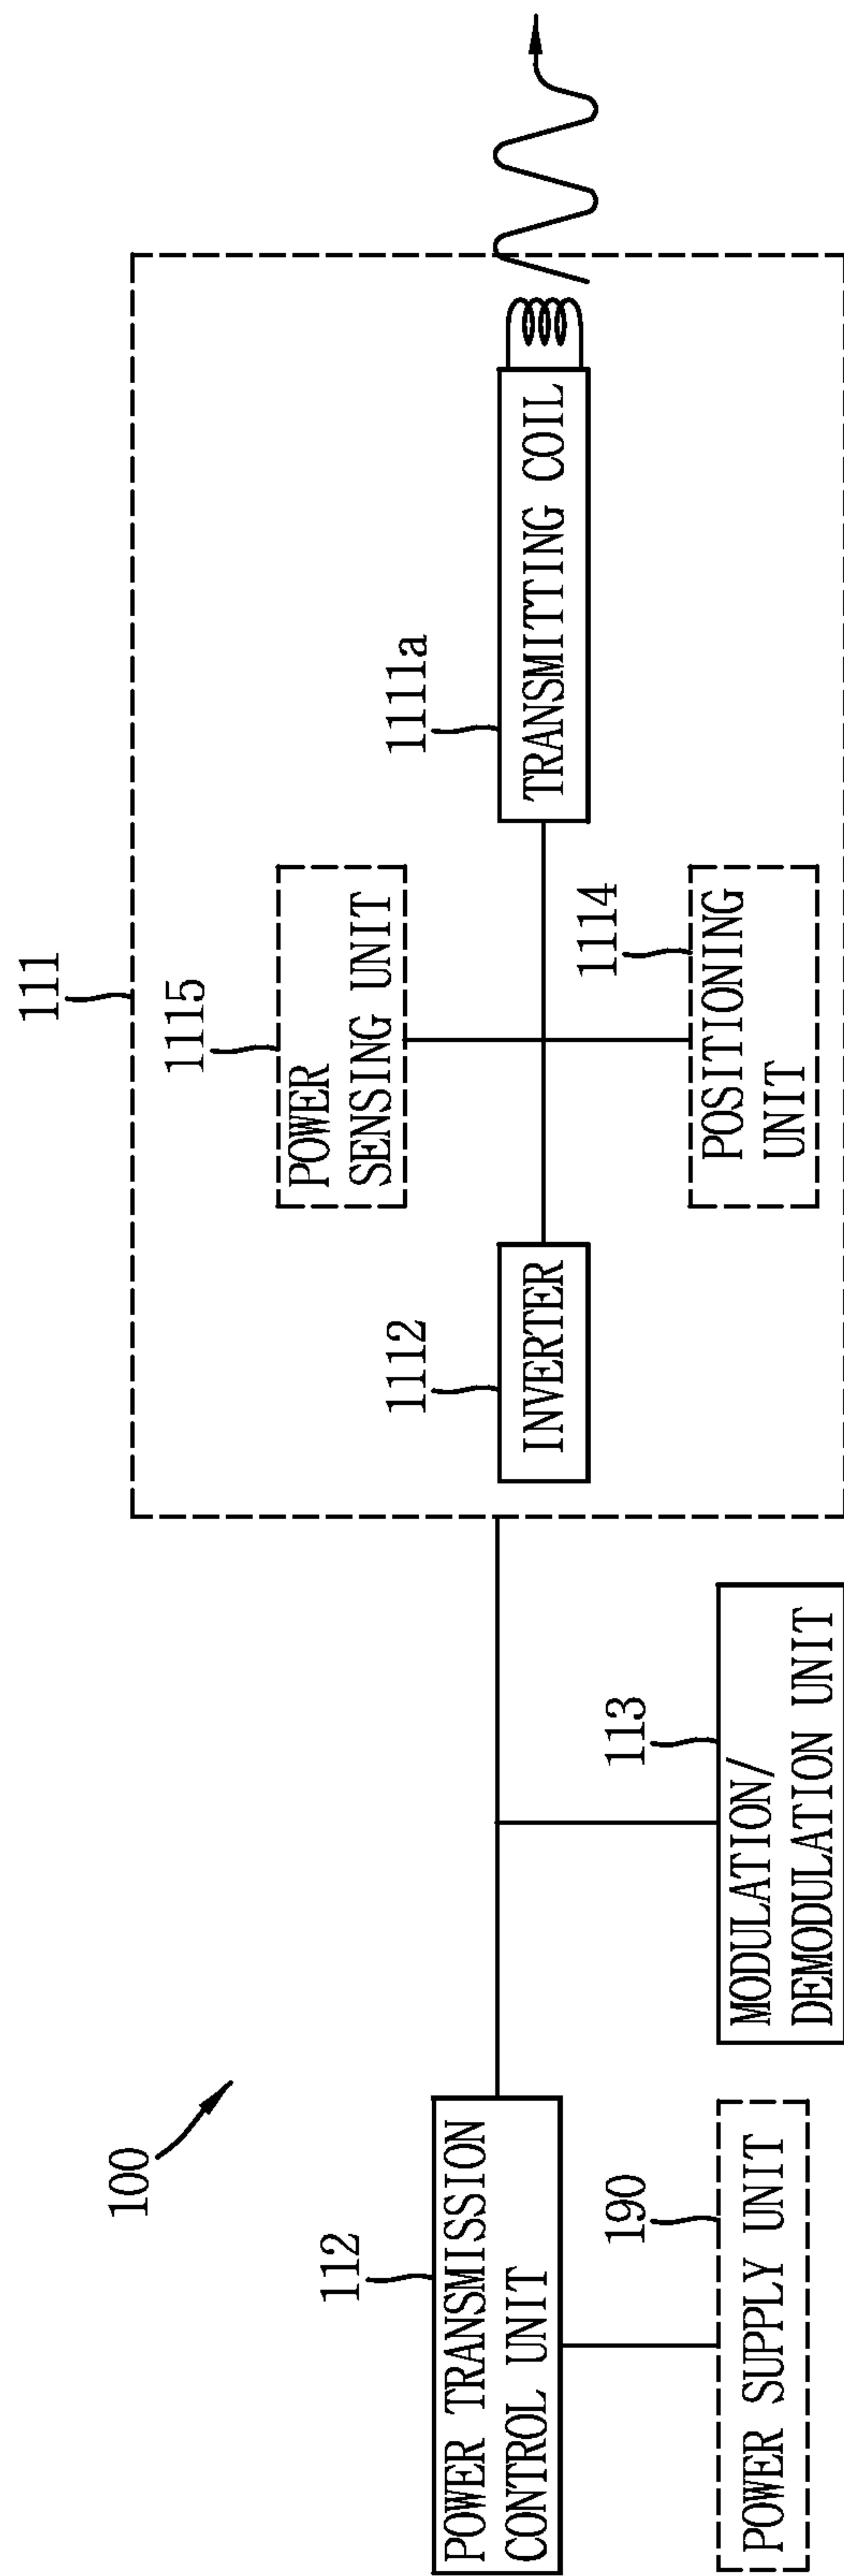 100
112
POWER TRANSMISSION
CONTROL UNIT
190
POWER SUPPLY UNIT
113
MODULATION/
DEMODULATION UNIT
111
1112
INVERTER
1115
POWER
SENSING UNIT
1114
POSITIONING
UNIT
1111a
TRANSMITTING COIL